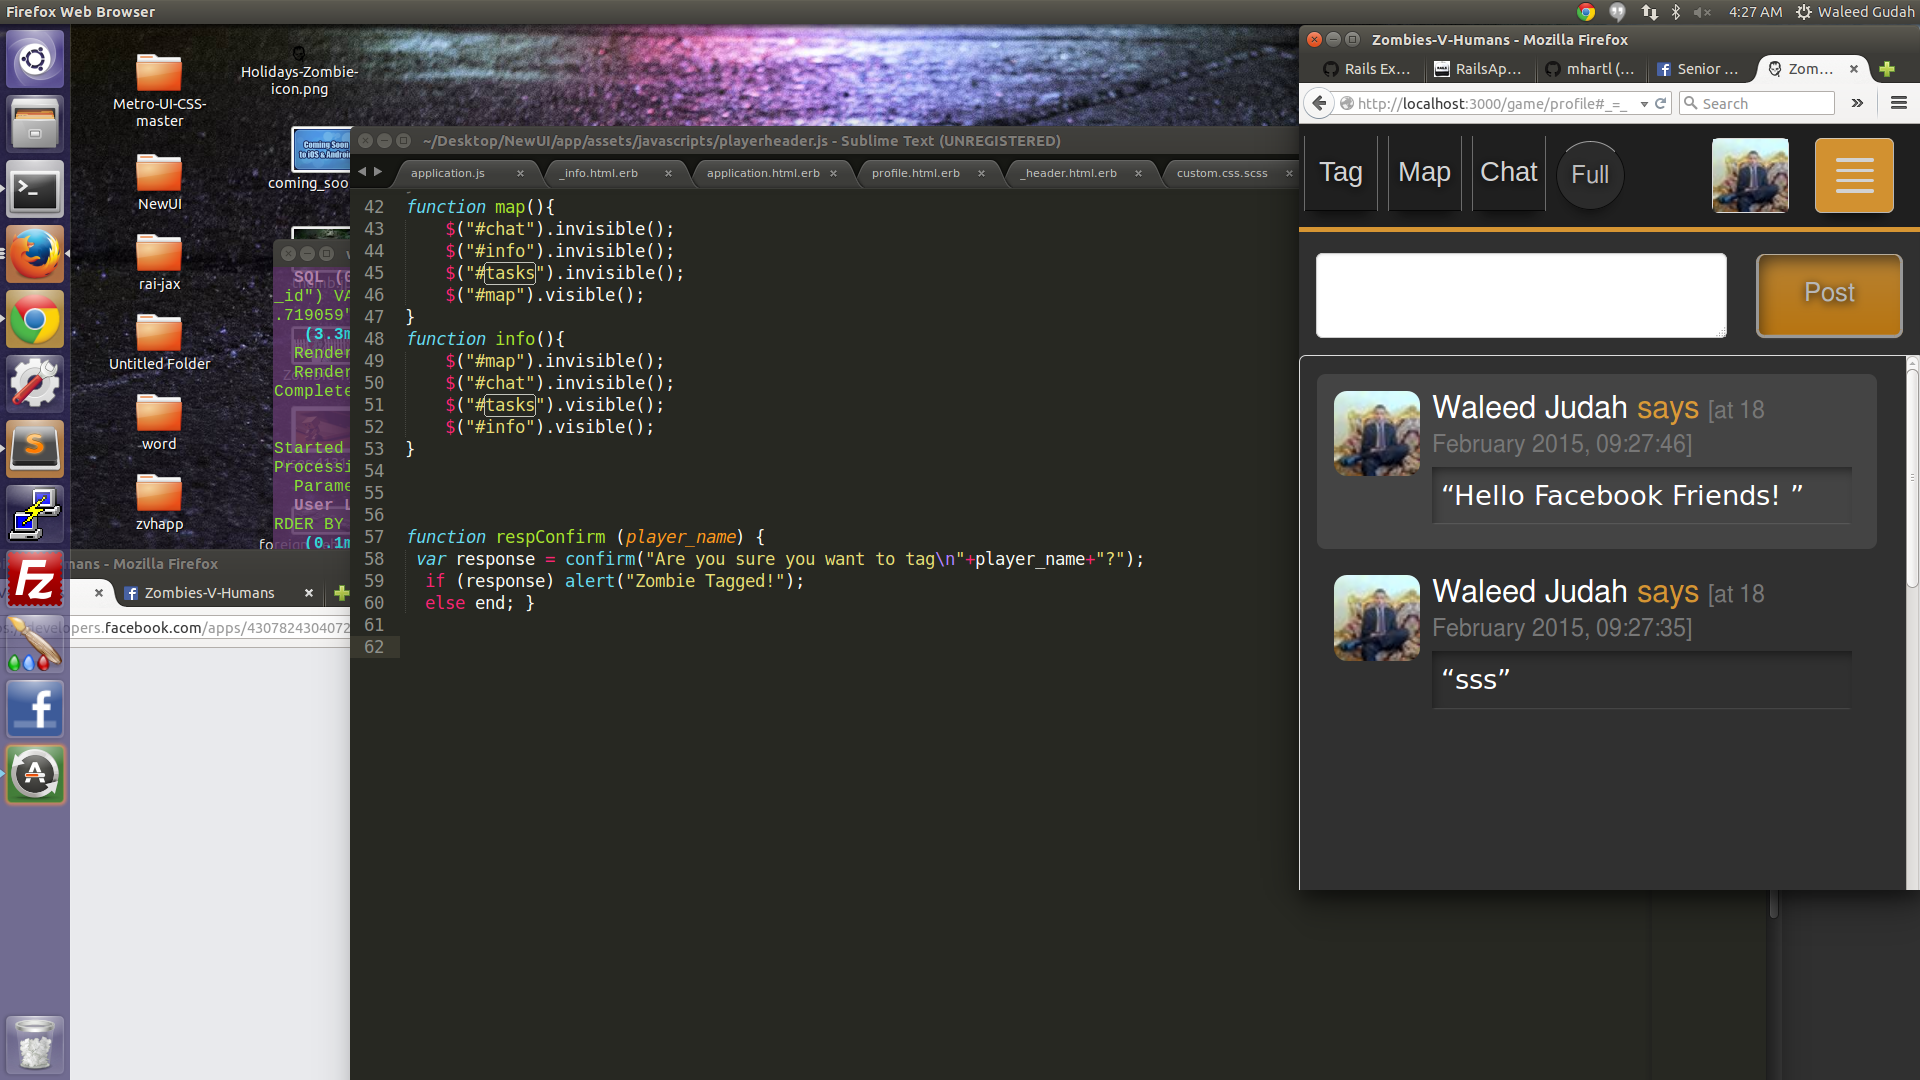 Firefox Web Browser
4:27 AM Waleed Gudah
Metro-UI-CSS-
master
NewUI
rai-jax
Untitled Folder
word
zvhapp
Holidays-Zombie-
icon.png
Coming Soon
to iOS & Android
coming_soo
SQL (
_id") VA
.719059"
(3.3m
Render
Render
Complete
Started
Processi
Parame
User L
RDER BY
(0.1m
mans - Mozilla Firefox
Zombies-V-Humans
developers.facebook.com/apps/4307824304072
~/Desktop/NewUI/app/assets/javascripts/playerheader.js - Sublime Text (UNREGISTERED)
application.js
_info.html.erb
application.html.erb
profile.html.erb
_header.html.erb
custom.css.scss
42 function map(){
43 $("#chat").invisible();
44 $("#info").invisible();
45 $("#tasks").invisible();
46 $("#map").visible();
47 }
48 function info(){
49 $("#map").invisible();
50 $("#chat").invisible();
51 $("#tasks").visible();
52 $("#info").visible();
53 }
54
55
56
57 function respConfirm (player_name) {
58 var response = confirm("Are you sure you want to tag\n"+player_name+"?");
59 if (response) alert("Zombie Tagged!");
60 else end; }
61
62
Zombies-V-Humans - Mozilla Firefox
Rails Ex...
RailsAp...
mhartl (...
Senior ...
Zom...
http://localhost:3000/game/profile#_=_
Search
Tag
Map
Chat
Full
Post
Waleed Judah says [at 18
February 2015, 09:27:46]
“Hello Facebook Friends! ”
Waleed Judah says [at 18
February 2015, 09:27:35]
“sss”